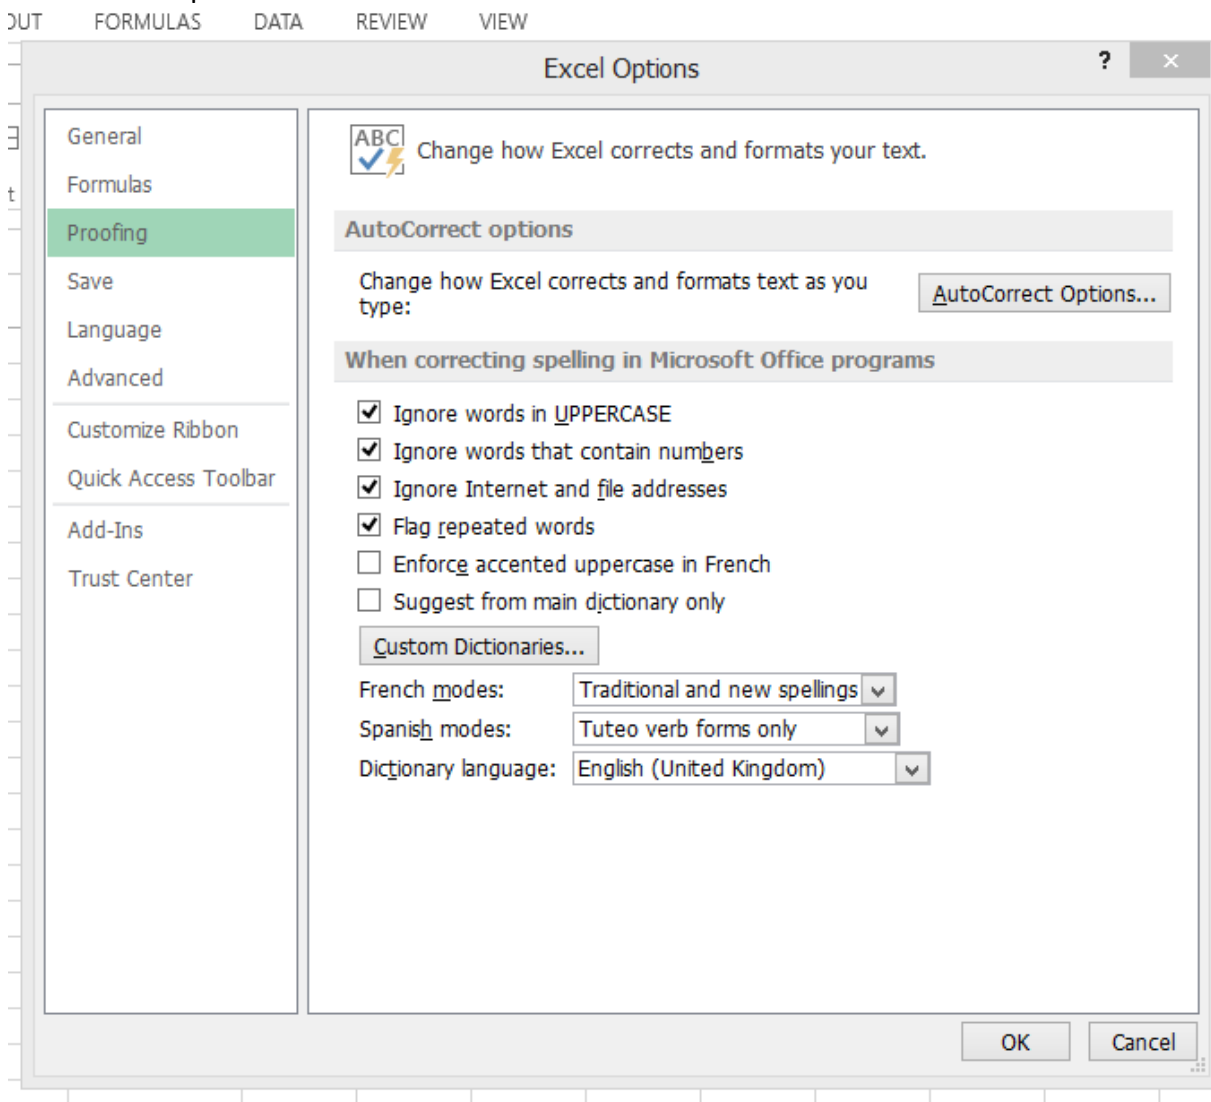 FORMULAS DATA REVIEW VIEW
Excel Options ?
General
Formulas
Proofing
Save
Language
Advanced
Customize Ribbon
Quick Access Toolbar
Add-Ins
Trust Center
ABC
Change how Excel corrects and formats your text.
AutoCorrect options
Change how Excel corrects and formats text as you
type:
AutoCorrect Options...
When correcting spelling in Microsoft Office programs
Ignore words in UPPERCASE
Ignore words that contain numbers
Ignore Internet and file addresses
Flag repeated words
Enforce accented uppercase in French
Suggest from main dictionary only
Custom Dictionaries...
French modes: Traditional and new spellings
Spanish modes: Tuteo verb forms only
Dictionary language: English (United Kingdom)
OK Cancel